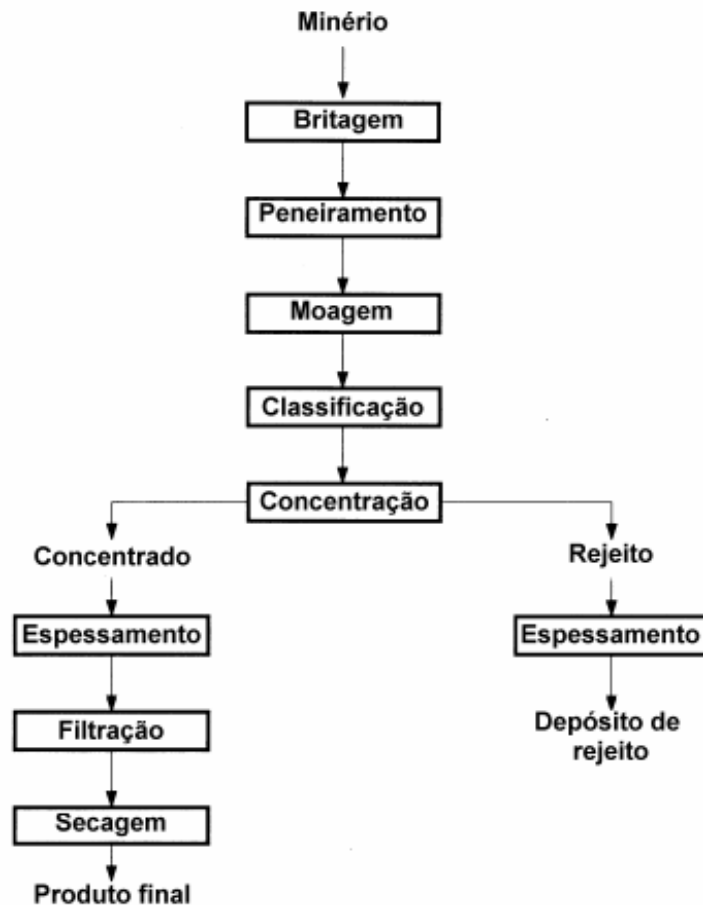 Minério
Britagem
Peneiramento
Moagem
Classificação
Concentração
Concentrado
Rejeito
Espessamento
Espessamento
Filtração
Depósito de
rejeito
Secagem
Produto final